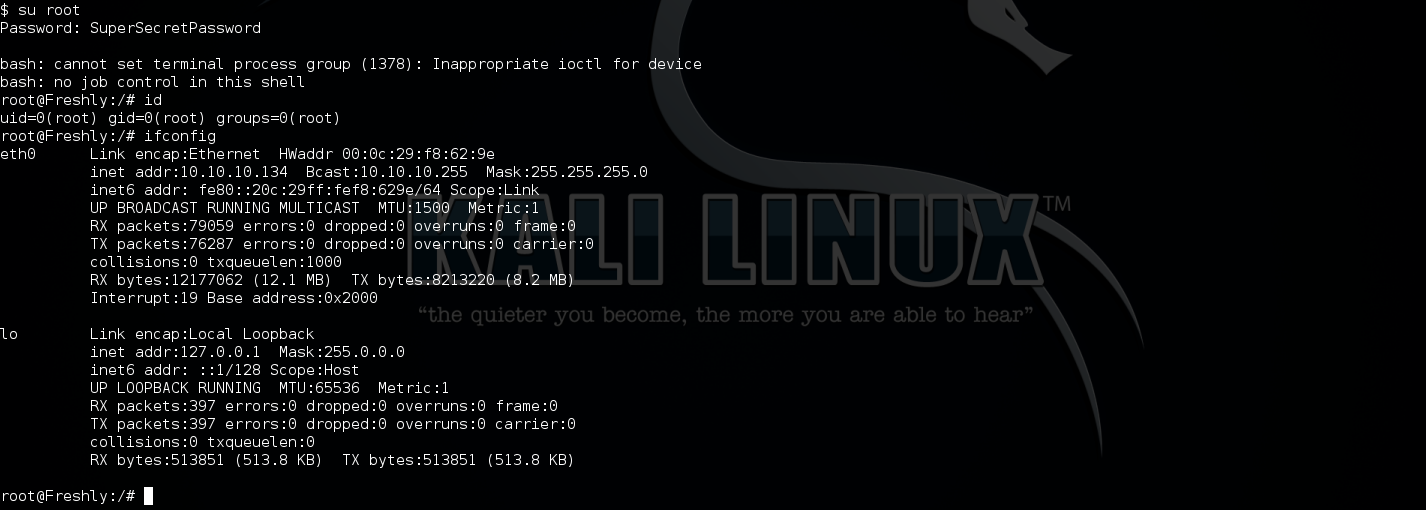 $ su root
Password: SuperSecretPassword
bash: cannot set terminal process group (1378): Inappropriate ioctl for device
bash: no job control in this shell
root@Freshly:/# id
uid=0(root) gid=0(root) groups=0(root)
root@Freshly:/# ifconfig
eth0      Link encap:Ethernet  HWaddr 00:0c:29:f8:62:9e
          inet addr:10.10.10.134  Bcast:10.10.10.255  Mask:255.255.255.0
          inet6 addr: fe80::20c:29ff:fef8:629e/64 Scope:Link
          UP BROADCAST RUNNING MULTICAST  MTU:1500  Metric:1
          RX packets:79059 errors:0 dropped:0 overruns:0 frame:0
          TX packets:76287 errors:0 dropped:0 overruns:0 carrier:0
          collisions:0 txqueuelen:1000
          RX bytes:12177062 (12.1 MB)  TX bytes:8213220 (8.2 MB)
          Interrupt:19 Base address:0x2000
lo        Link encap:Local Loopback
          inet addr:127.0.0.1  Mask:255.0.0.0
          inet6 addr: ::1/128 Scope:Host
          UP LOOPBACK RUNNING  MTU:65536  Metric:1
          RX packets:397 errors:0 dropped:0 overruns:0 frame:0
          TX packets:397 errors:0 dropped:0 overruns:0 carrier:0
          collisions:0 txqueuelen:0
          RX bytes:513851 (513.8 KB)  TX bytes:513851 (513.8 KB)
root@Freshly:/#
KALI LINUX™
“the quieter you become, the more you are able to hear”